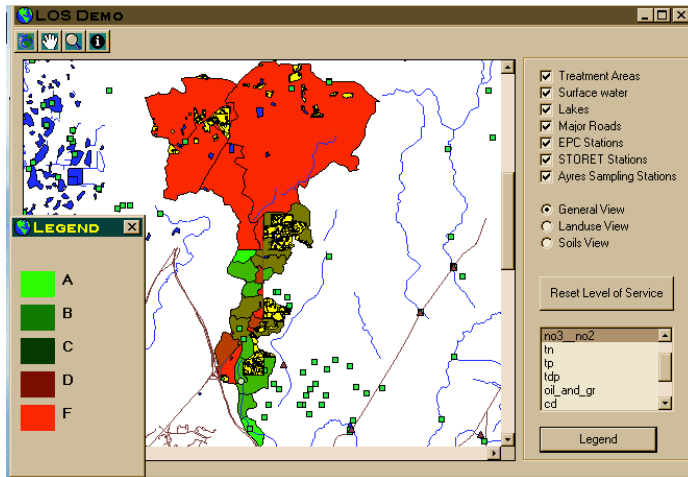 LOS Demo
Treatment Areas
Surface water
Lakes
Major Roads
EPC Stations
STORET Stations
Ayres Sampling Stations
General View
Landuse View
Soils View
Reset Level of Service
no3__no2
tn
tp
tdp
oil_and_gr
cd
Legend
Legend
A
B
C
D
F